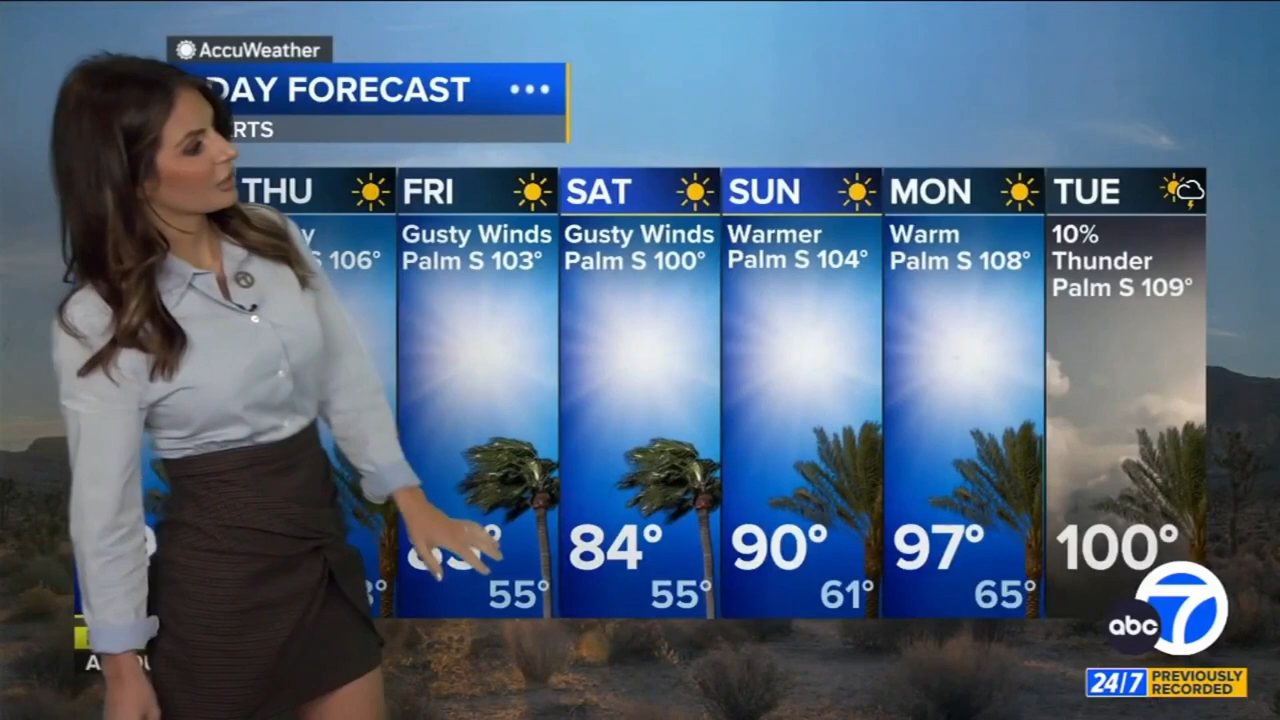 AccuWeather
DAY FORECAST
THU
106°
FRI
Gusty Winds
Palm S 103°
55°
SAT
Gusty Winds
Palm S 100°
84°
55°
SUN
Warmer
Palm S 104°
90°
61°
MON
Warm
Palm S 108°
97°
65°
TUE
10%
Thunder
Palm S 109°
100°
abc 7
24/7 PREVIOUSLY
RECORDED